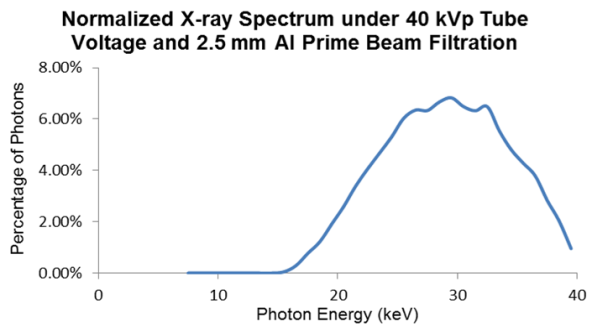 Normalized X-ray Spectrum under 40 kVp Tube
Voltage and 2.5 mm Al Prime Beam Filtration
8.00%
6.00%
4.00%
2.00%
0.00%
Percentage of Photons
0 10 20 30 40
Photon Energy (keV)